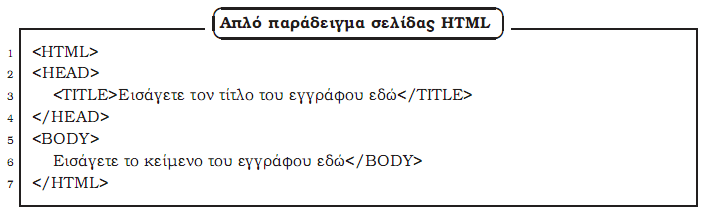 Απλό παράδειγμα σελίδας HTML
1 <HTML>
2 <HEAD>
3 <TITLE>Εισάγετε τον τίτλο του εγγράφου εδώ</TITLE>
4 </HEAD>
5 <BODY>
6 Εισάγετε το κείμενο του εγγράφου εδώ</BODY>
7 </HTML>